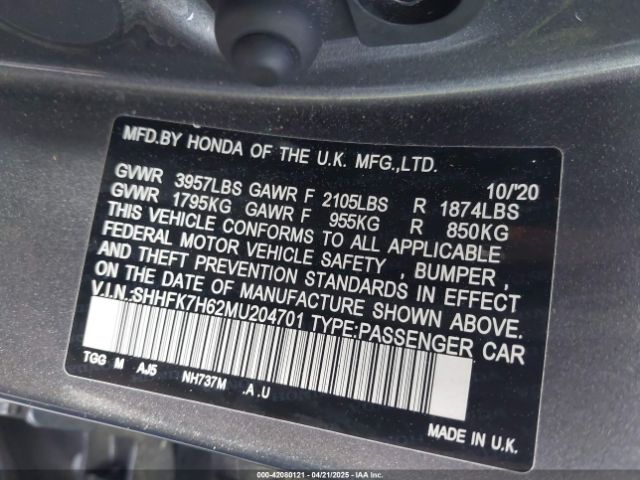 MFD.BY HONDA OF THE U.K. MFG.,LTD.
10/'20
GVWR 3957LBS GAWR F 2105LBS R 1874LBS
GVWR 1795KG GAWR F 955KG R 850KG
THIS VEHICLE CONFORMS TO ALL APPLICABLE
FEDERAL MOTOR VEHICLE SAFETY , BUMPER ,
AND THEFT PREVENTION STANDARDS IN EFFECT
ON THE DATE OF MANUFACTURE SHOWN ABOVE.
V.I.N.:SHHFK7H62MU204701 TYPE:PASSENGER CAR
TGG M AJ5 NH737M .A .U
MADE IN U.K.
000-42080121 - 04/21/2025 - IAAI.COM